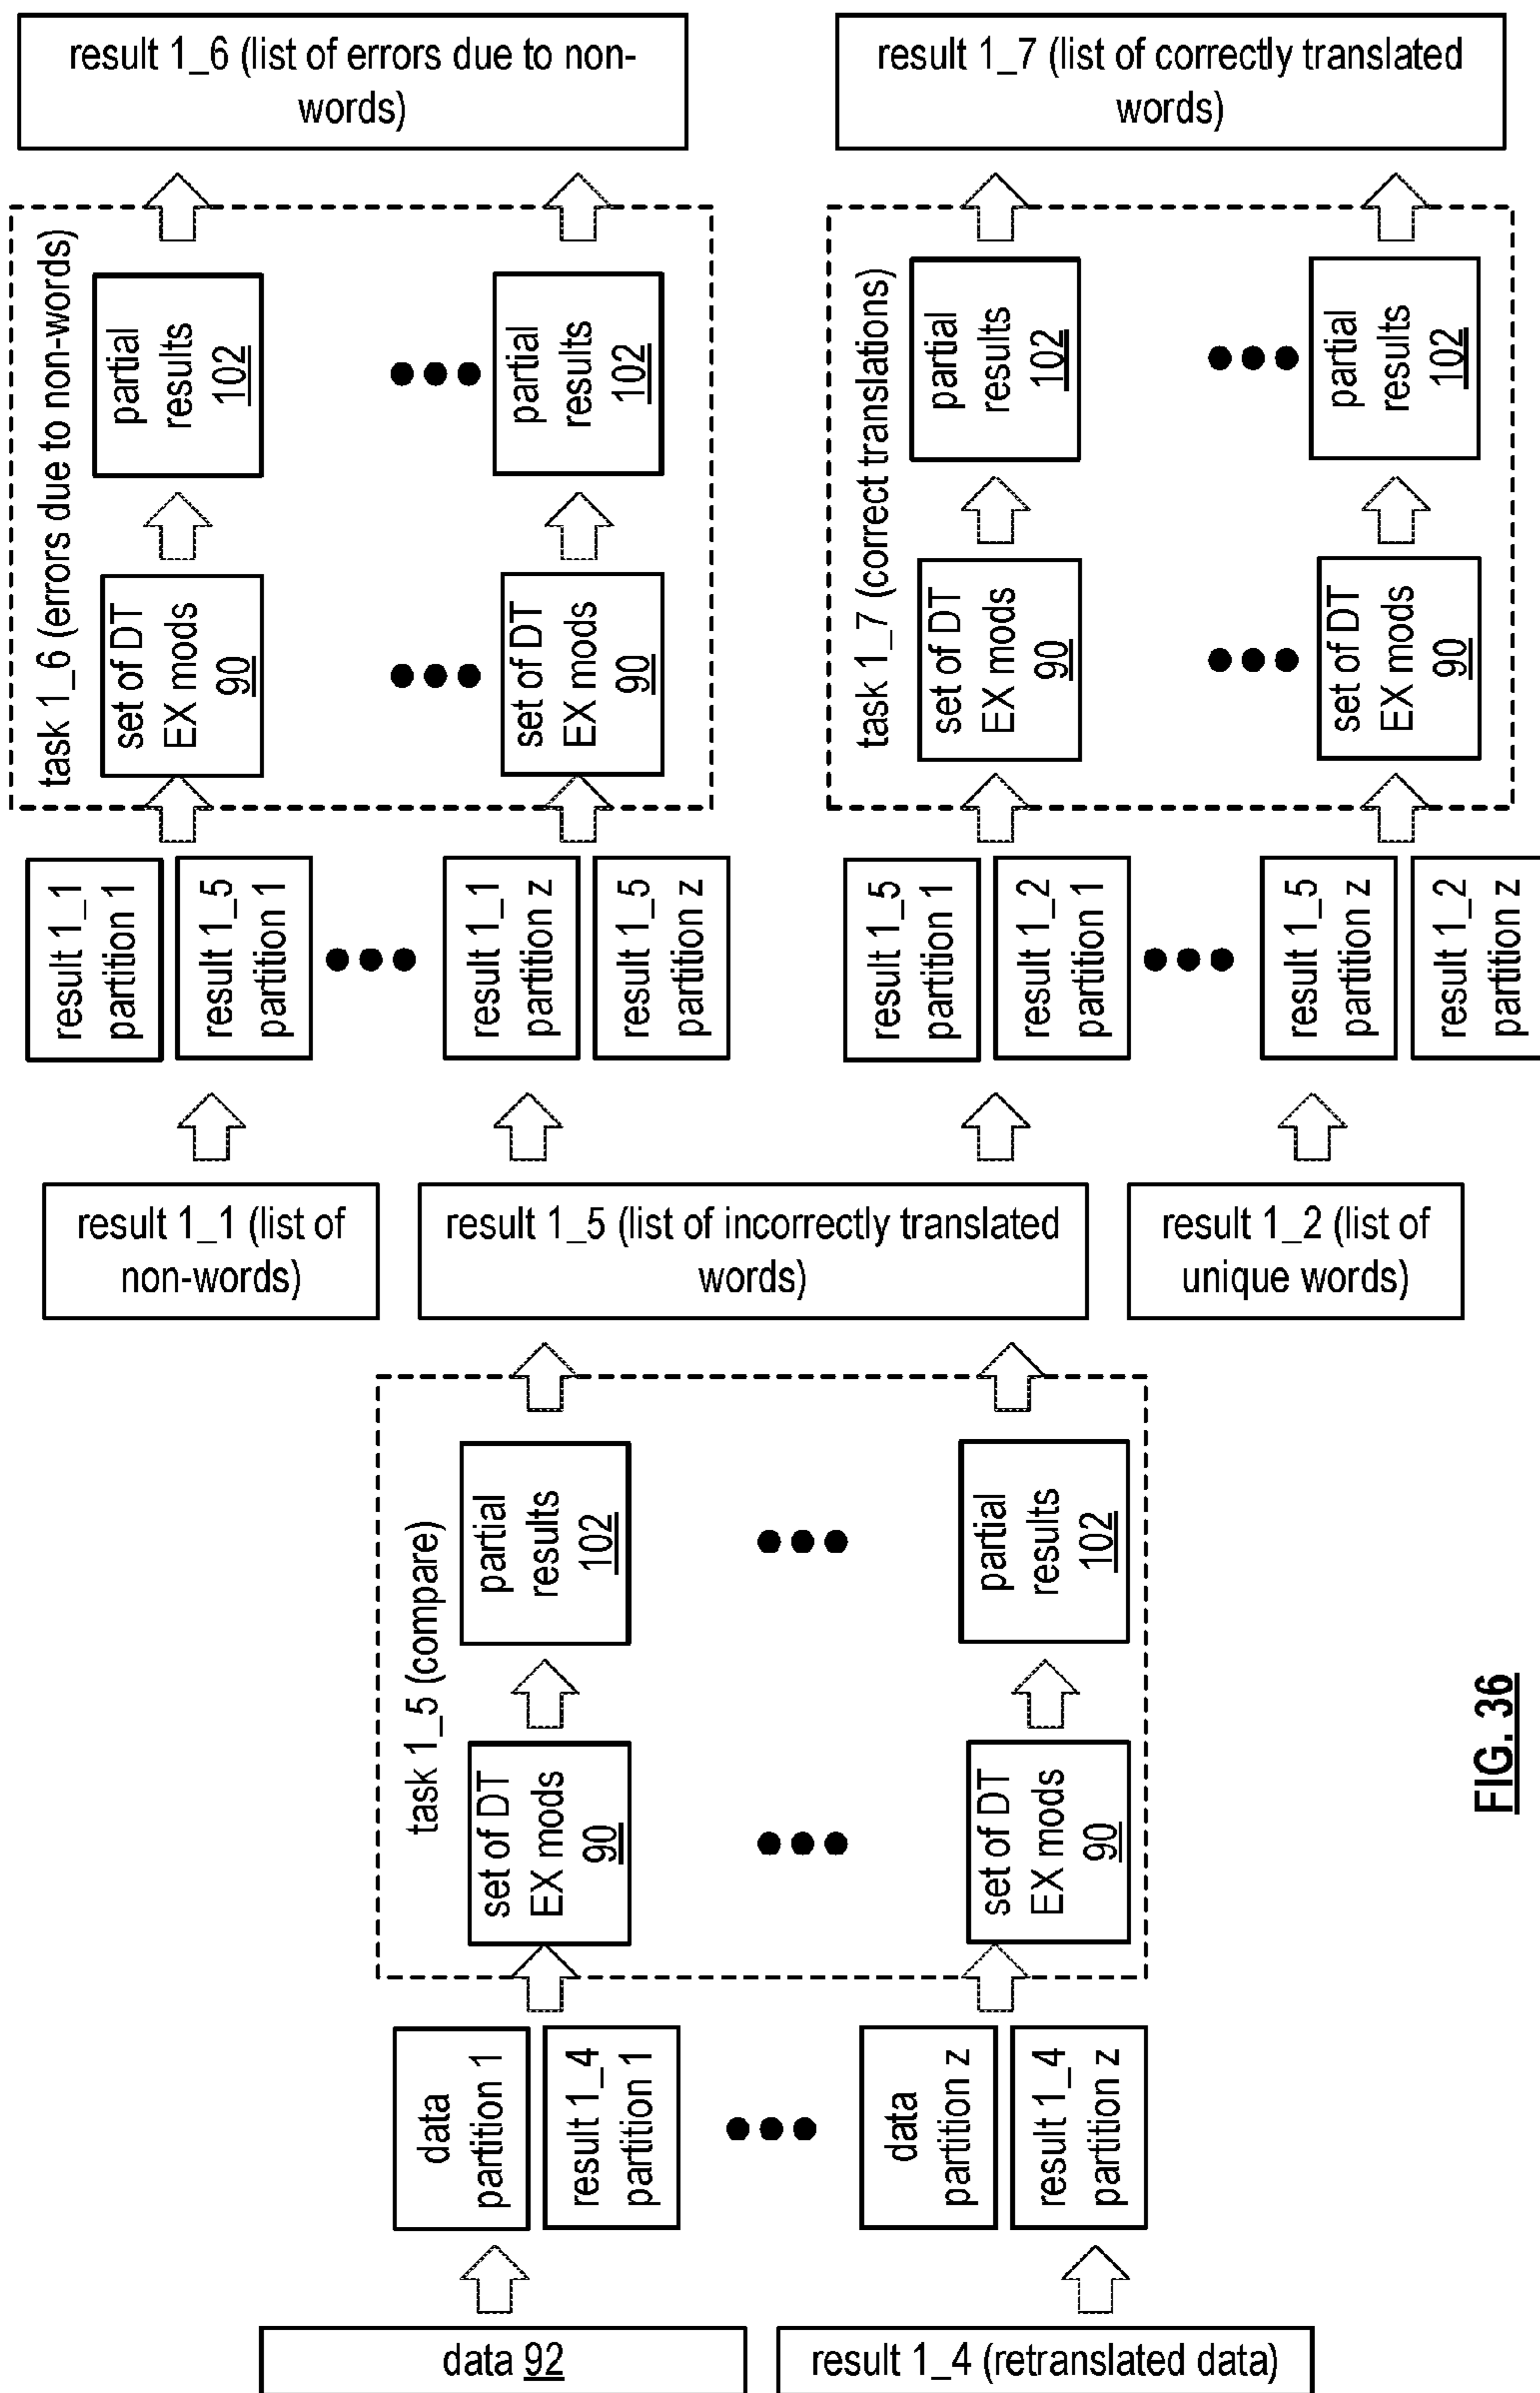 result 1_6 (list of errors due to non-
words)
result 1_7 (list of correctly translated
words)
task 1_6 (errors due to non-words)
set of DT
EX mods
90
partial
results
102
set of DT
EX mods
90
partial
results
102
task 1_7 (correct translations)
set of DT
EX mods
90
partial
results
102
set of DT
EX mods
90
partial
results
102
result 1_1
partition 1
result 1_5
partition 1
result 1_1
partition z
result 1_5
partition z
result 1_5
partition 1
result 1_2
partition 1
result 1_5
partition z
result 1_2
partition z
result 1_1 (list of
non-words)
result 1_5 (list of incorrectly translated
words)
result 1_2 (list of
unique words)
task 1_5 (compare)
set of DT
EX mods
90
partial
results
102
set of DT
EX mods
90
partial
results
102
data
partition 1
result 1_4
partition 1
data
partition z
result 1_4
partition z
data 92
result 1_4 (retranslated data)
FIG. 36